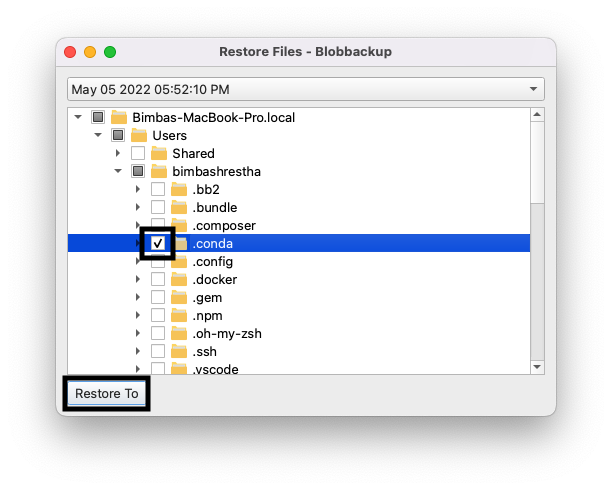 Restore Files - Blobbackup
May 05 2022 05:52:10 PM
Bimbas-MacBook-Pro.local
Users
Shared
bimbashrestha
.bb2
.bundle
.composer
.conda
.config
.docker
.gem
.npm
.oh-my-zsh
.ssh
.vscode
Restore To